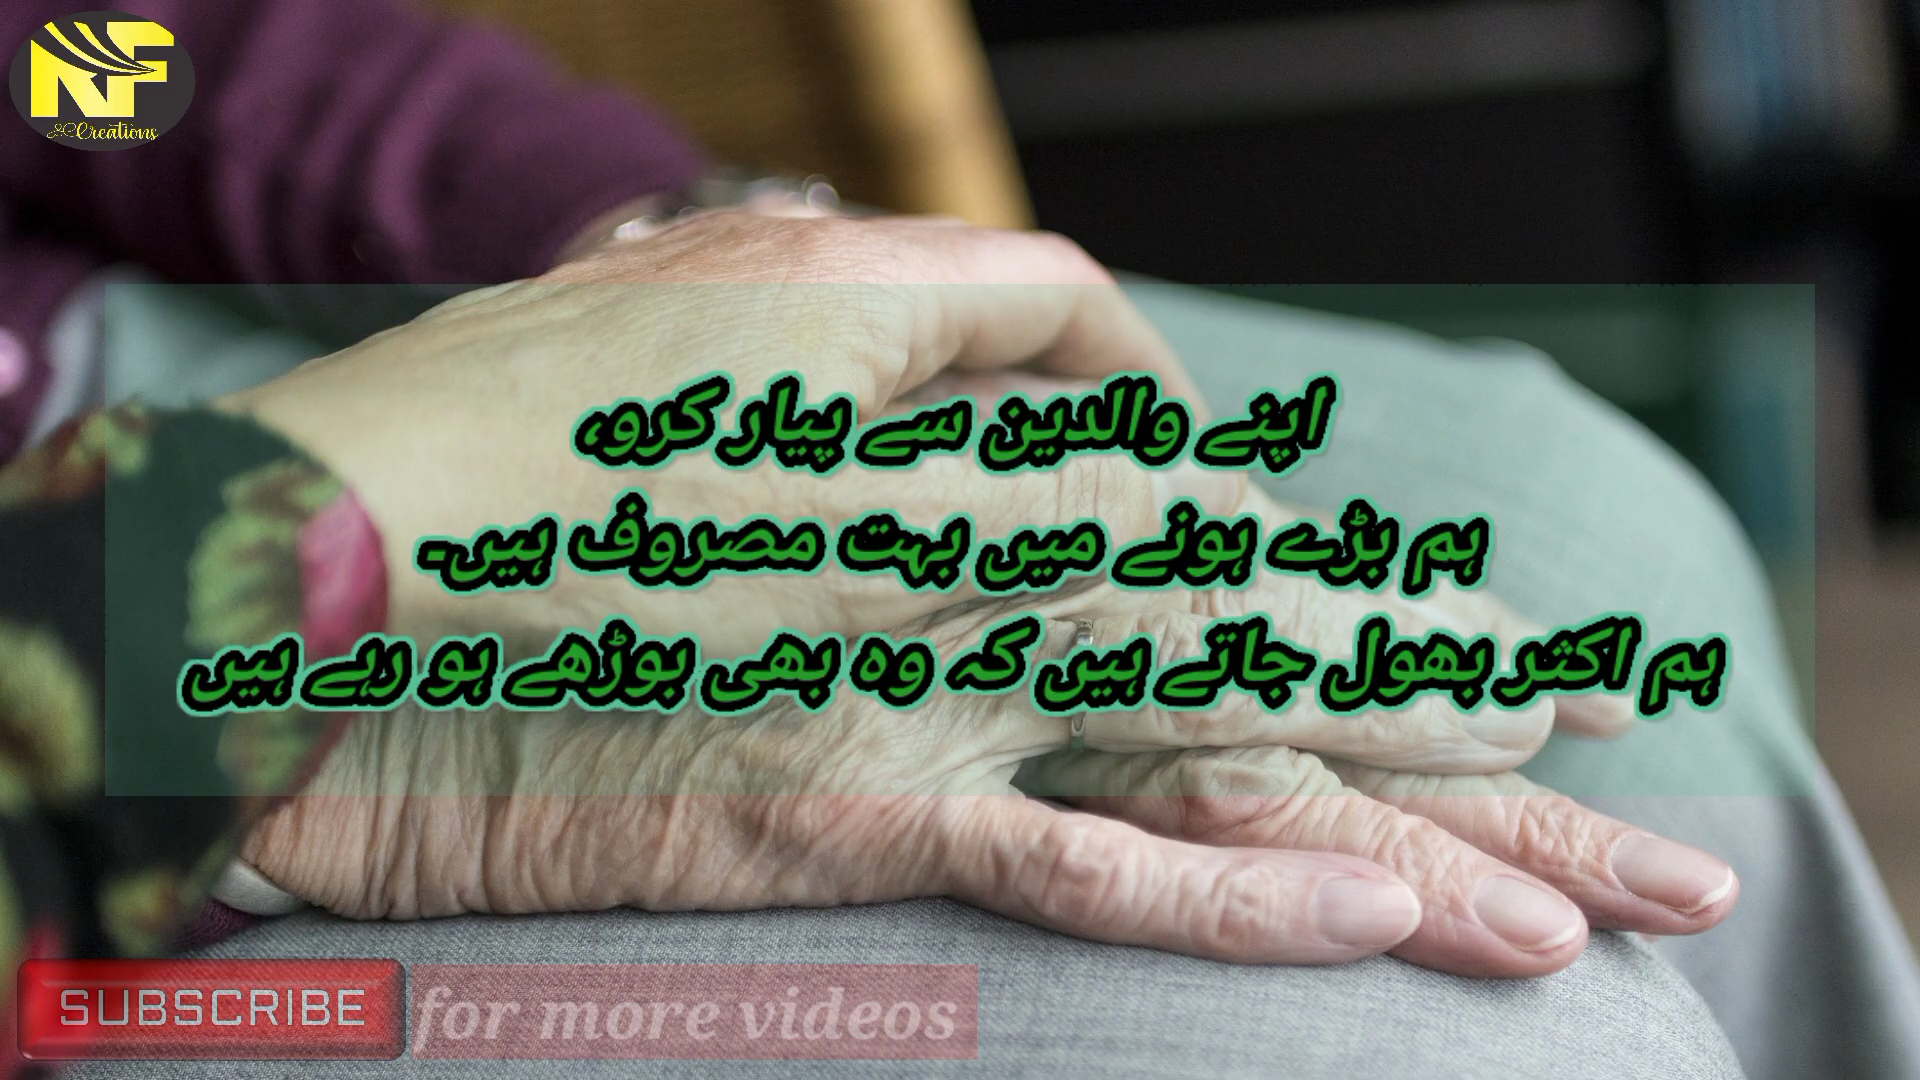 NF
Creations
اپنے والدین سے پیار کرو،
ہم بڑے ہونے میں بہت مصروف ہیں۔
ہم اکثر بھول جاتے ہیں کہ وہ بھی بوڑھے ہو رہے ہیں
SUBSCRIBE for more videos